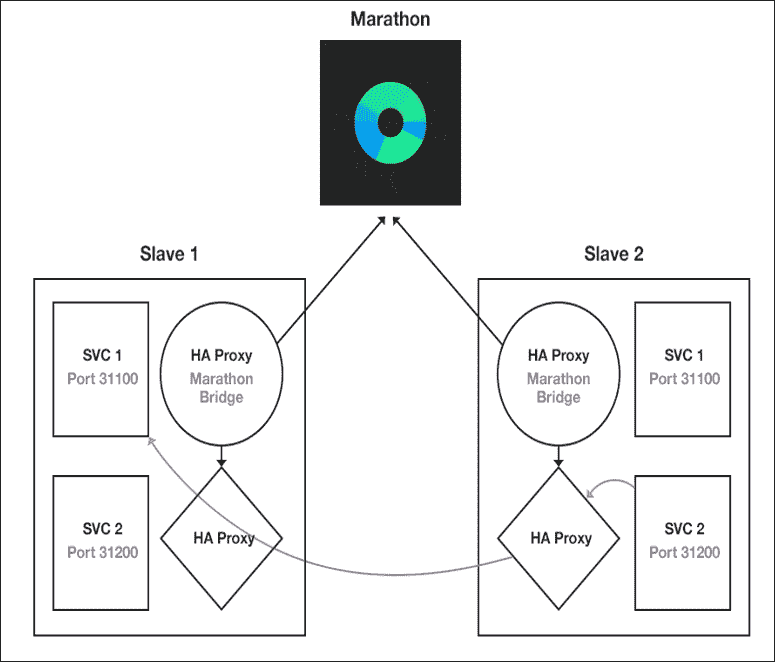 Marathon
Slave 1
Slave 2
SVC 1
Port 31100
HA Proxy
Marathon
Bridge
HA Proxy
Marathon
Bridge
SVC 1
Port 31100
SVC 2
Port 31200
HA Proxy
HA Proxy
SVC 2
Port 31200